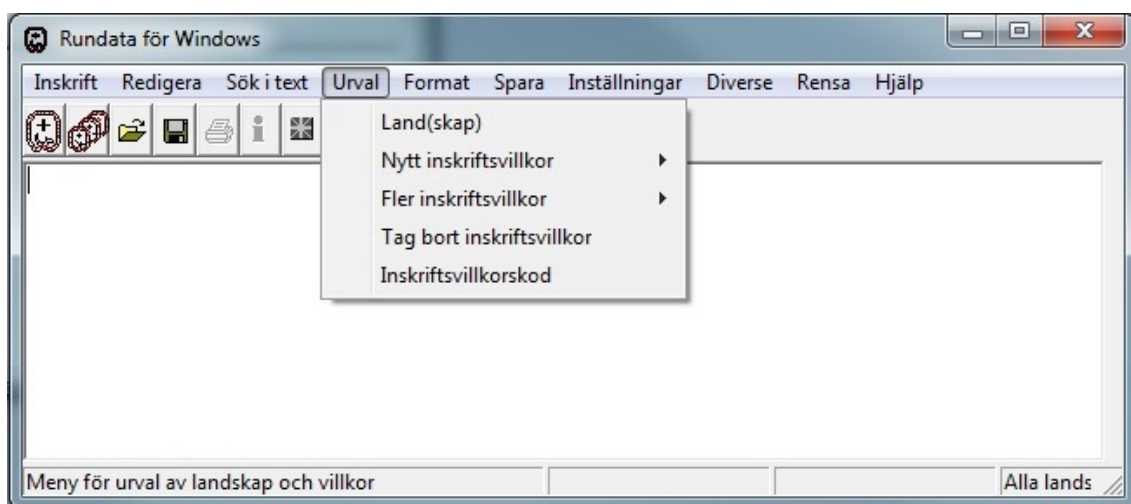 Rundata för Windows
Inskrift Redigera Sök i text Urval Format Spara Inställningar Diverse Rensa Hjälp
Land(skap)
Nytt inskriftsvillkor
Fler inskriftsvillkor
Tag bort inskriftsvillkor
Inskriftsvillkorskod
Meny för urval av landskap och villkor Alla lands